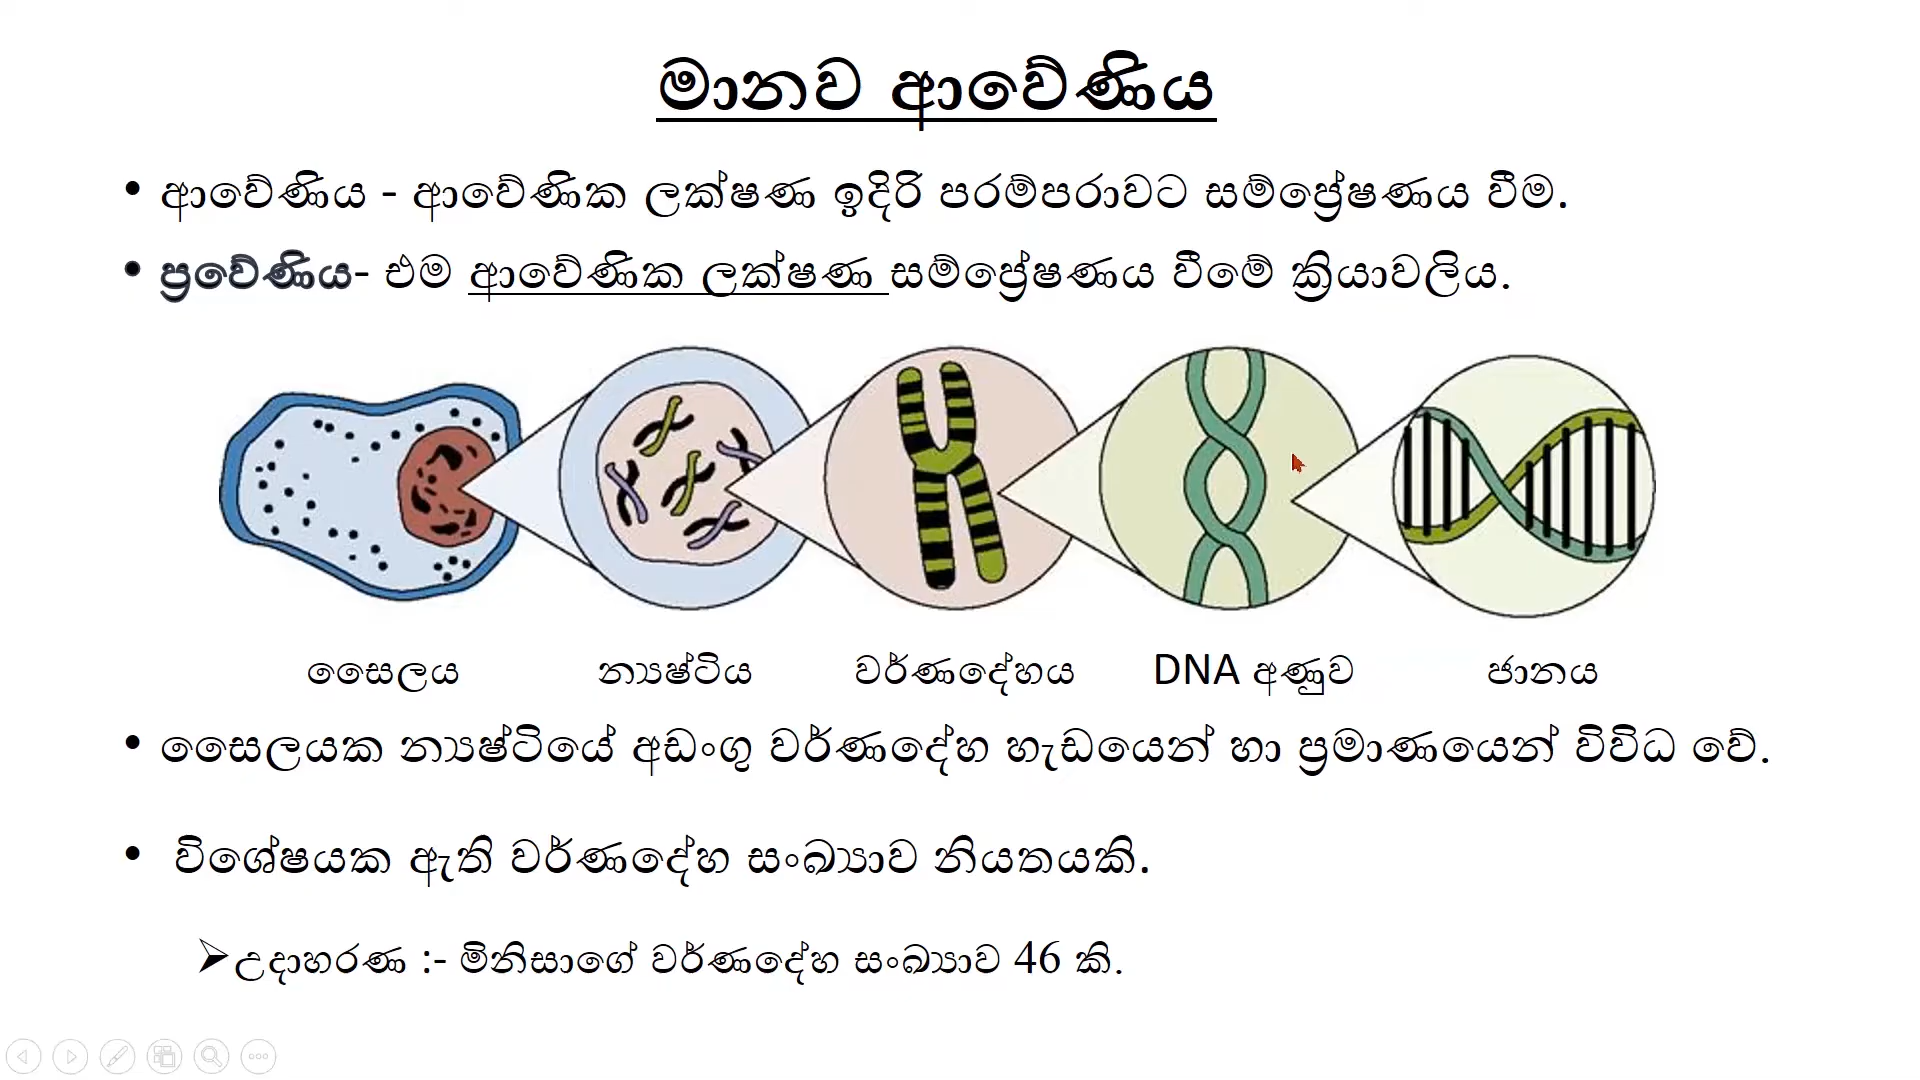 මානව ආවේණිය
• ආවේණිය - ආවේණික ලක්ෂණ ඉදිරි පරම්පරාවට සම්ප්‍රේෂණය වීම.
• ප්‍රවේණිය- එම ආවේණික ලක්ෂණ සම්ප්‍රේෂණය වීමේ ක්‍රියාවලිය.
සෛලය න්‍යෂ්ටිය වර්ණදේහය DNA අණුව ජානය
• සෛලයක න්‍යෂ්ටියේ අඩංගු වර්ණදේහ හැඩයෙන් හා ප්‍රමාණයෙන් විවිධ වේ.
• විශේෂයක ඇති වර්ණදේහ සංඛ්‍යාව නියතයකි.
➢උදාහරණ :- මිනිසාගේ වර්ණදේහ සංඛ්‍යාව 46 කි.